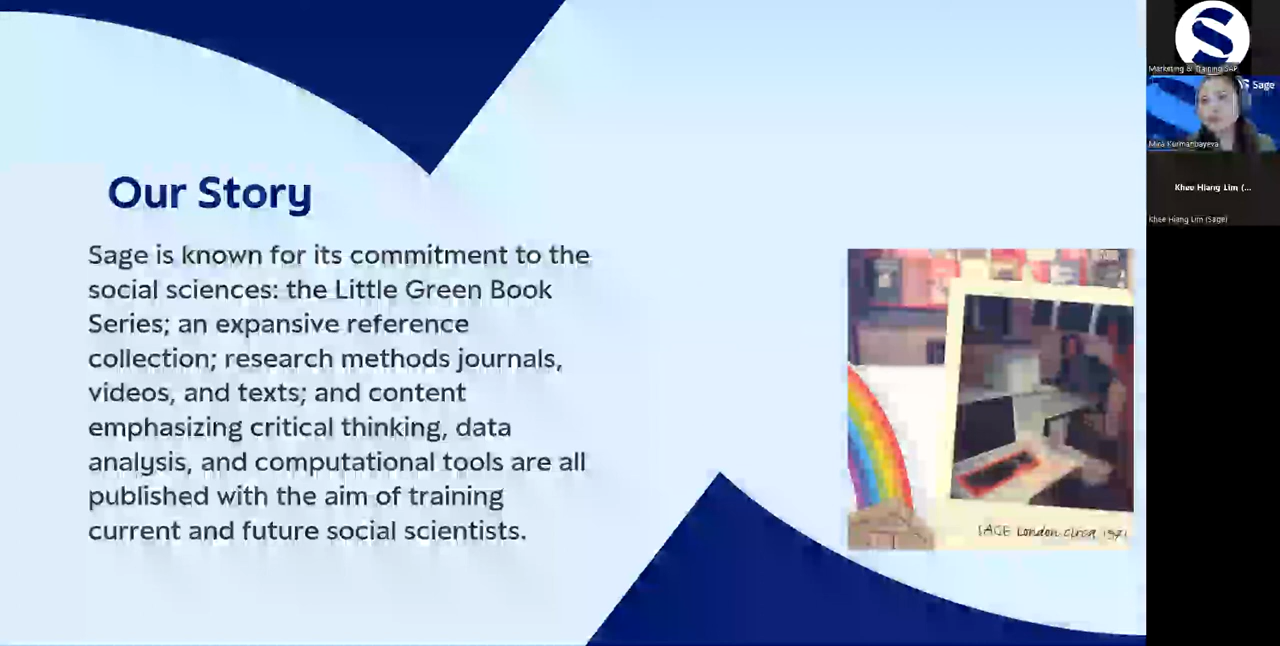 Our Story
Sage is known for its commitment to the
social sciences: the Little Green Book
Series; an expansive reference
collection; research methods journals,
videos, and texts; and content
emphasizing critical thinking, data
analysis, and computational tools are all
published with the aim of training
current and future social scientists.
SAGE London circa
Marketing & Training SAP
Sage
Mira Kurmanbayeva
Khee Hiang Lim (...
Khee Hiang Lim (Sage)